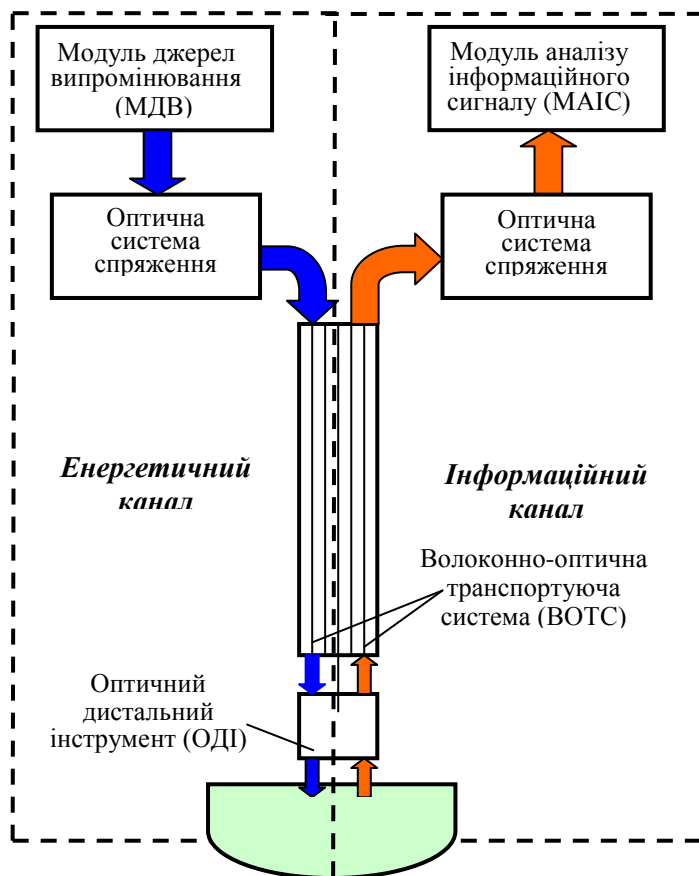 Модуль джерел
випромінювання
(МДВ)
Модуль аналізу
інформаційного
сигналу (МАІС)
Оптична
система
спряження
Оптична
система
спряження
Енергетичний
канал
Інформаційний
канал
Волоконно-оптична
транспортуюча
система (ВОТС)
Оптичний
дистальний
інструмент (ОДІ)